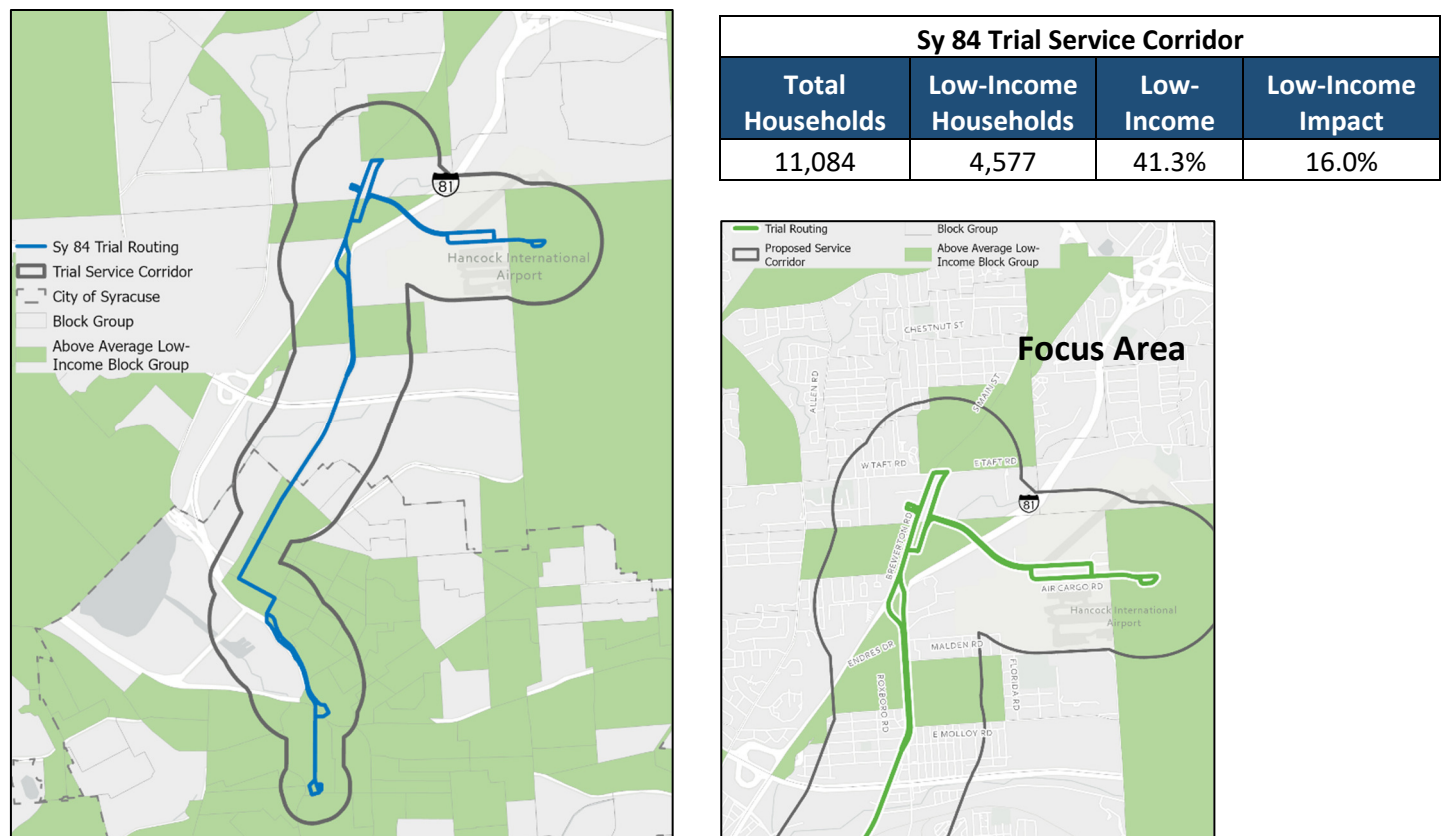 81
Hancock International
Airport
Sy 84 Trial Routing
Trial Service Corridor
City of Syracuse
Block Group
Above Average Low-
Income Block Group
Sy 84 Trial Service Corridor
Total
Households
Low-Income
Households
Low-
Income
Low-Income
Impact
11,084
4,577
41.3%
16.0%
Trial Routing
Block Group
Proposed Service
Corridor
Above Average Low-
Income Block Group
CHESTNUT ST
Focus Area
ALLEN RD
S MAIN ST
W TAFT RD
E TAFT RD
81
BREWERTON RD
AIR CARGO RD
Hancock International
Airport
ENDRES DR
MALDEN RD
ROXBORO RD
FLORIDA RD
E MOLLOY RD